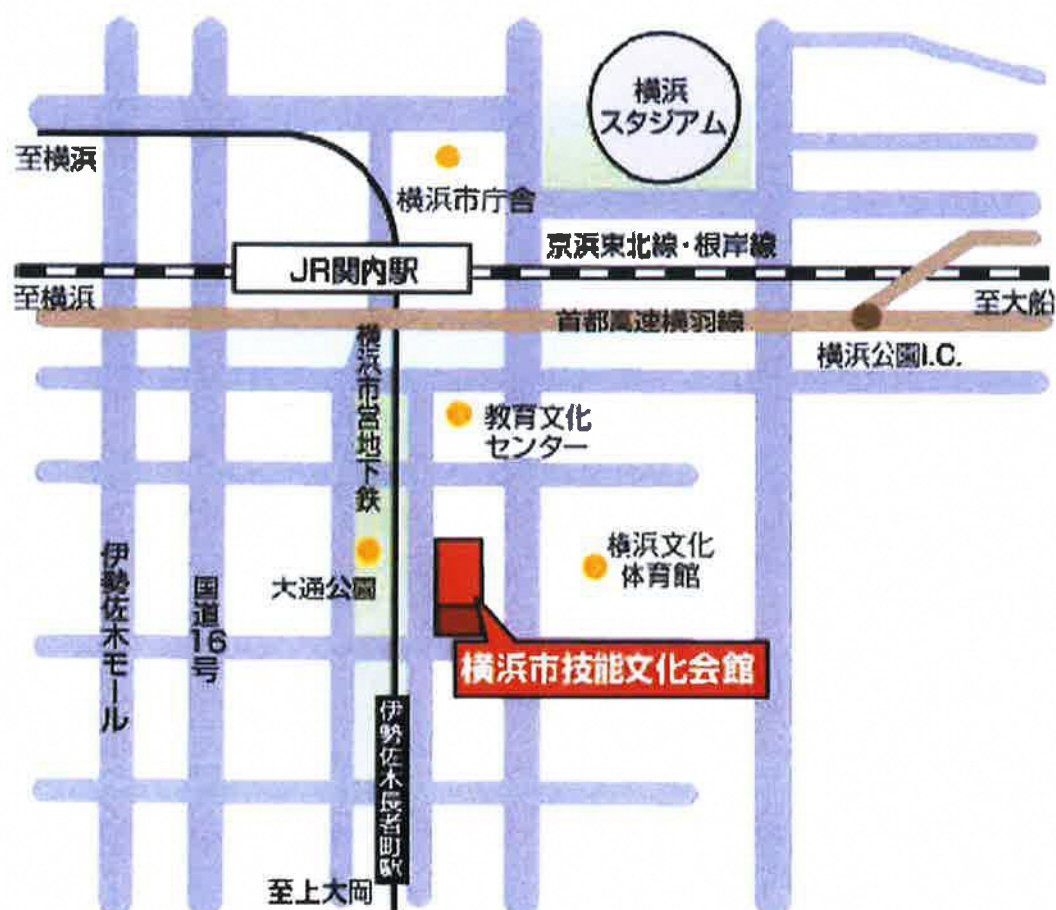 横浜
スタジアム
至横浜
横浜市庁舎
京浜東北線・根岸線
JR関内駅
至横浜
至大船
首都高速横羽線
横浜公園I.C.
横浜市営地下鉄
教育文化
センター
横浜文化
体育館
大通公園
伊勢佐木モール
国道16号
横浜市技能文化会館
伊勢佐木長者町駅
至上大岡